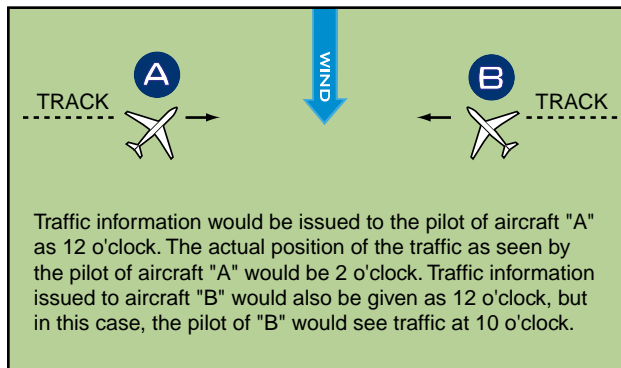 A
B
WIND
TRACK
TRACK
Traffic information would be issued to the pilot of aircraft "A"
as 12 o'clock. The actual position of the traffic as seen by
the pilot of aircraft "A" would be 2 o'clock. Traffic information
issued to aircraft "B" would also be given as 12 o'clock, but
in this case, the pilot of "B" would see traffic at 10 o'clock.